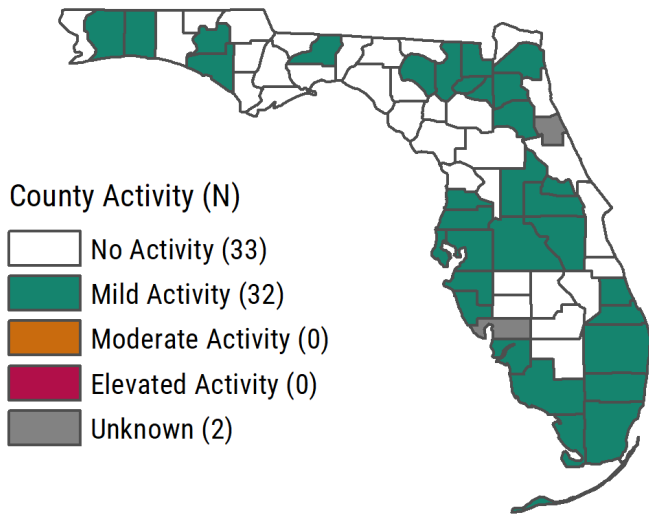 County Activity (N)
No Activity (33)
Mild Activity (32)
Moderate Activity (0)
Elevated Activity (0)
Unknown (2)